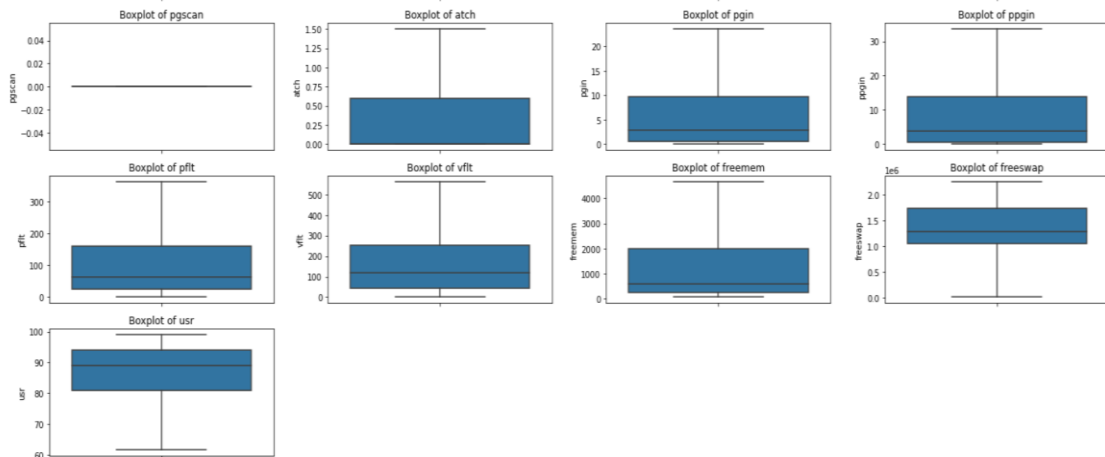 Boxplot of pgscan
0.04
0.02
0.00
−0.02
−0.04
pgscan
Boxplot of atch
1.50
1.25
1.00
0.75
0.50
0.25
0.00
atch
Boxplot of pgin
20
15
10
5
0
pgin
Boxplot of ppgin
30
20
10
0
ppgin
Boxplot of pflt
300
200
100
0
pflt
Boxplot of vflt
500
400
300
200
100
0
vflt
Boxplot of freemem
4000
3000
2000
1000
0
freemem
Boxplot of freeswap
1e6
2.0
1.5
1.0
0.5
0.0
freeswap
Boxplot of usr
100
90
80
70
60
usr